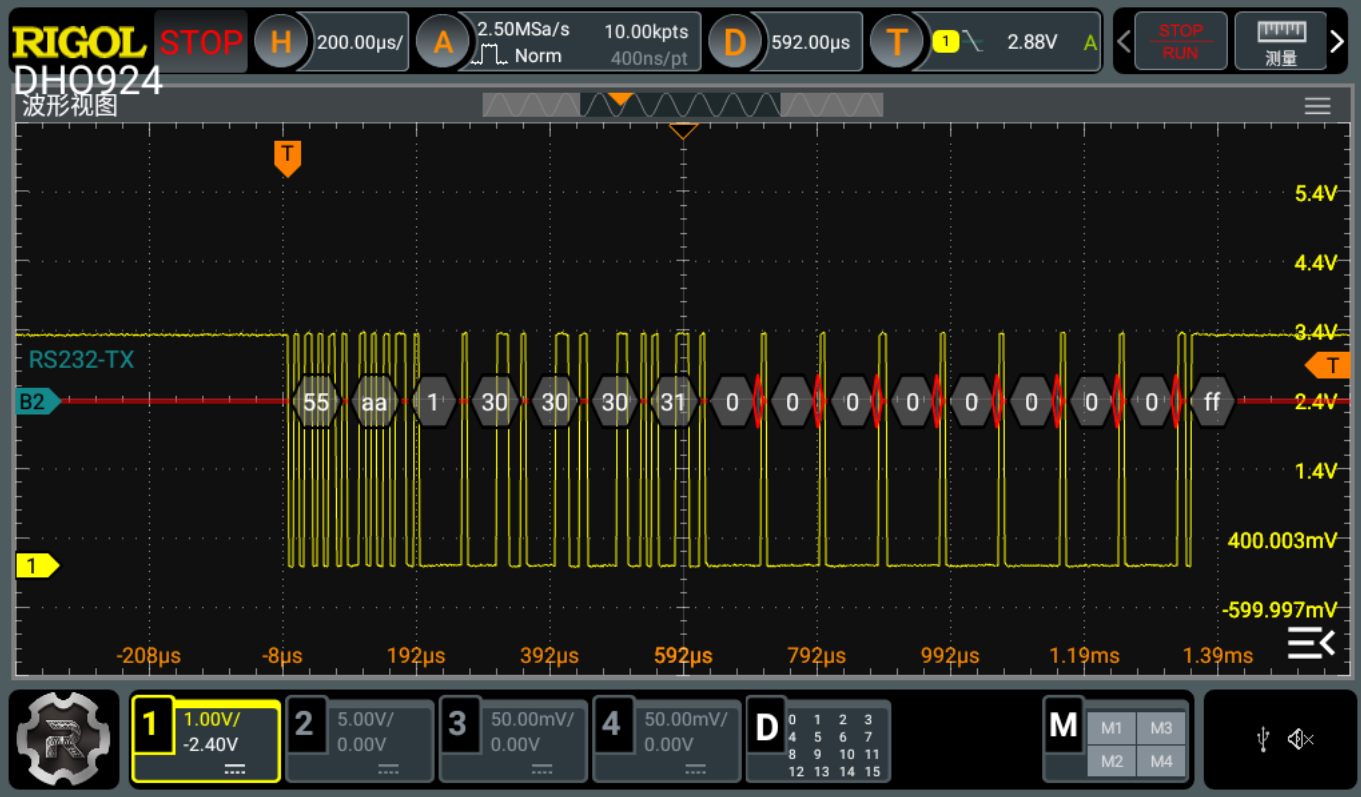 RIGOL STOP H 200.00µs/ A 2.50MSa/s 10.00kpts D 592.00µs T 1 2.88V A STOP
Norm 400ns/pt RUN 测量
DHO924
波形视图
T
5.4V
4.4V
3.4V
RS232-TX
T
B2 55 aa 1 30 30 30 31 0 0 0 0 0 0 0 0 ff 2.4V
1.4V
1 400.003mV
-599.997mV
-208µs -8µs 192µs 392µs 592µs 792µs 992µs 1.19ms 1.39ms
1 1.00V/ 2 5.00V/ 3 50.00mV/ 4 50.00mV/ D 0 1 2 3 M M1 M3
-2.40V 0.00V 0.00V 0.00V 4 5 6 7
8 9 10 11 M2 M4
12 13 14 15
R